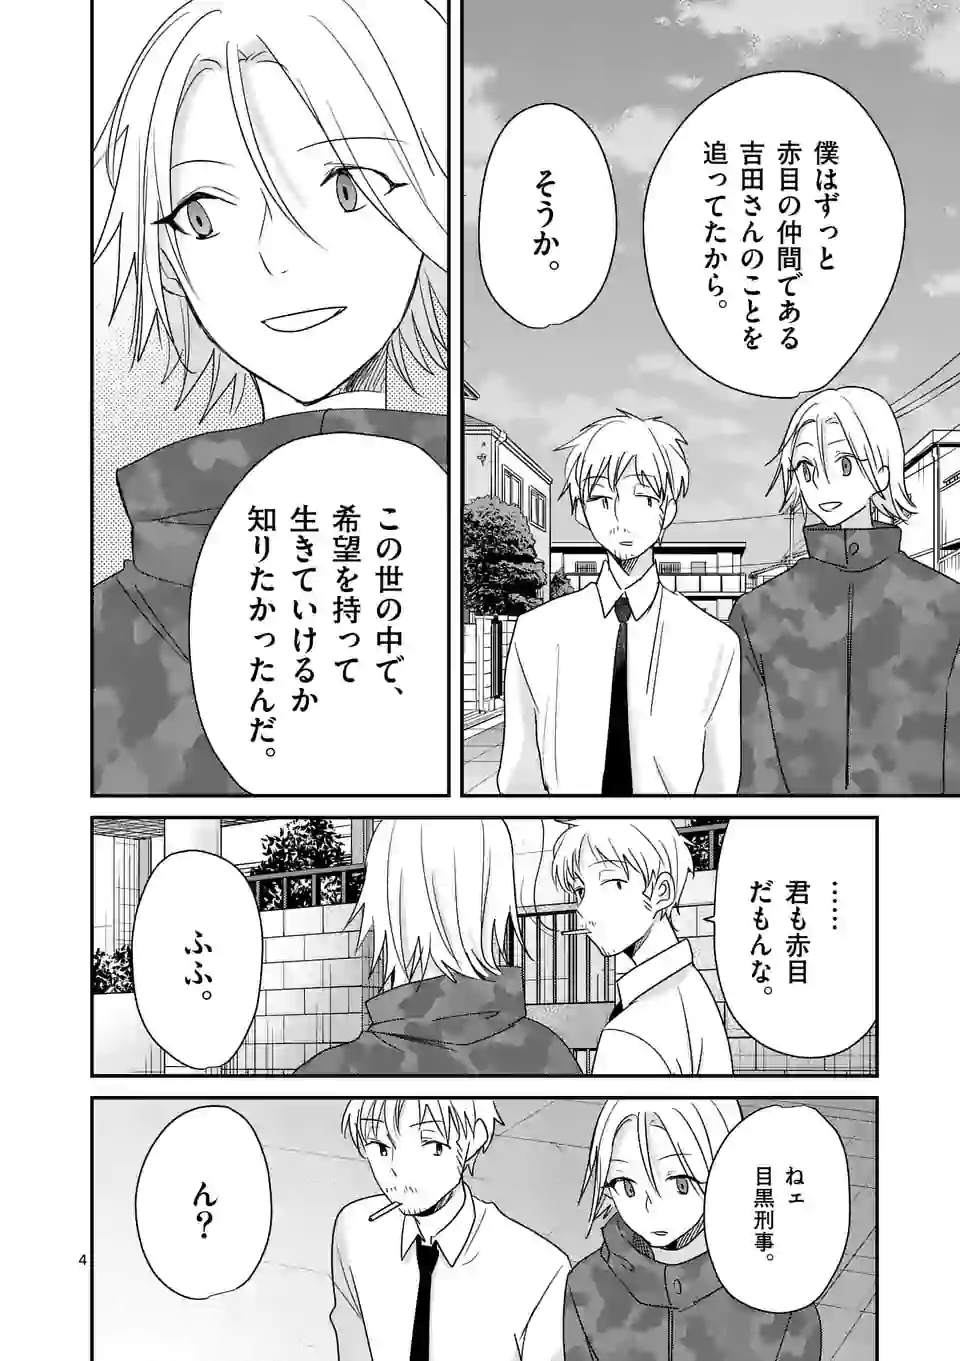 僕はずっと
赤目の仲間である
吉田さんのことを
追ってたから。
そうか。
この世の中で、
希望を持って
生きていけるか
知りたかったんだ。
……
君も赤目
だもんな。
ふふ。
ねェ
目黒刑事。
ん？
4